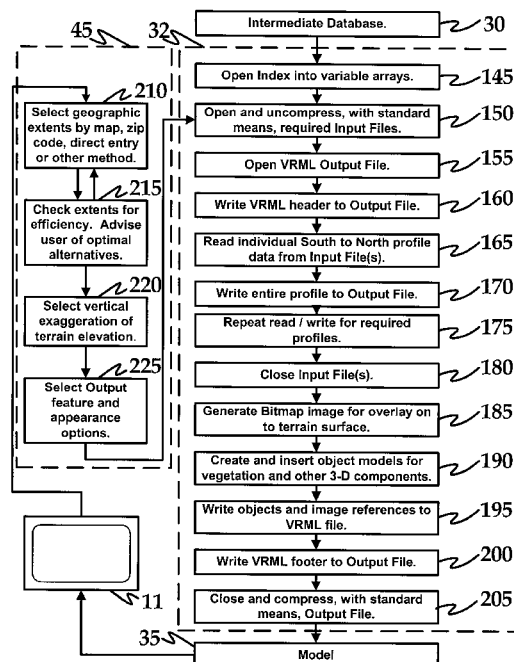 45
32
Intermediate Database.
30
Open Index into variable arrays.
145
210
Select geographic
extents by map, zip
code, direct entry
or other method.
Open and uncompress, with standard
means, required Input Files.
150
Open VRML Output File.
155
215
Check extents for
efficiency. Advise
user of optimal
alternatives.
Write VRML header to Output File.
160
Read individual South to North profile
data from Input File(s).
165
220
Select vertical
exaggeration of
terrain elevation.
Write entire profile to Output File.
170
Repeat read / write for required
profiles.
175
225
Select Output
feature and
appearance
options.
Close Input File(s).
180
Generate Bitmap image for overlay on
to terrain surface.
185
Create and insert object models for
vegetation and other 3-D components.
190
Write objects and image references to
VRML file.
195
Write VRML footer to Output File.
200
11
Close and compress, with standard
means, Output File.
205
35
Model